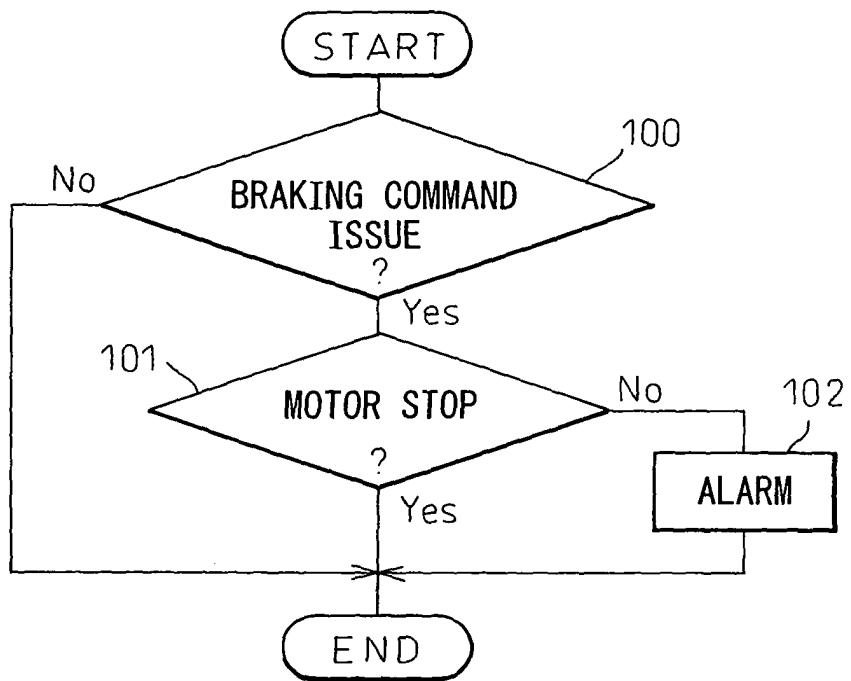 START
100
No
BRAKING COMMAND
ISSUE
?
Yes
101
MOTOR STOP
No
102
?
ALARM
Yes
END